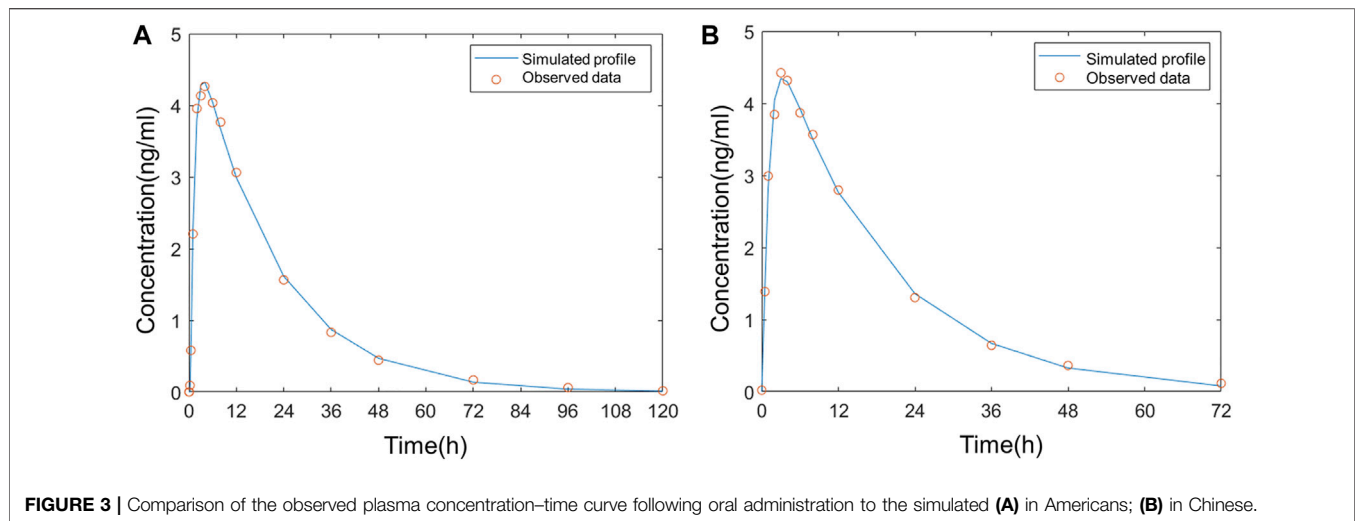 A
5
4
3
2
1
0
Concentration(ng/ml)
Simulated profile
Observed data
0 12 24 36 48 60 72 84 96 108 120
Time(h)
B
5
4
3
2
1
0
Concentration(ng/ml)
Simulated profile
Observed data
0 12 24 36 48 60 72
Time(h)
FIGURE 3 | Comparison of the observed plasma concentration–time curve following oral administration to the simulated (A) in Americans; (B) in Chinese.